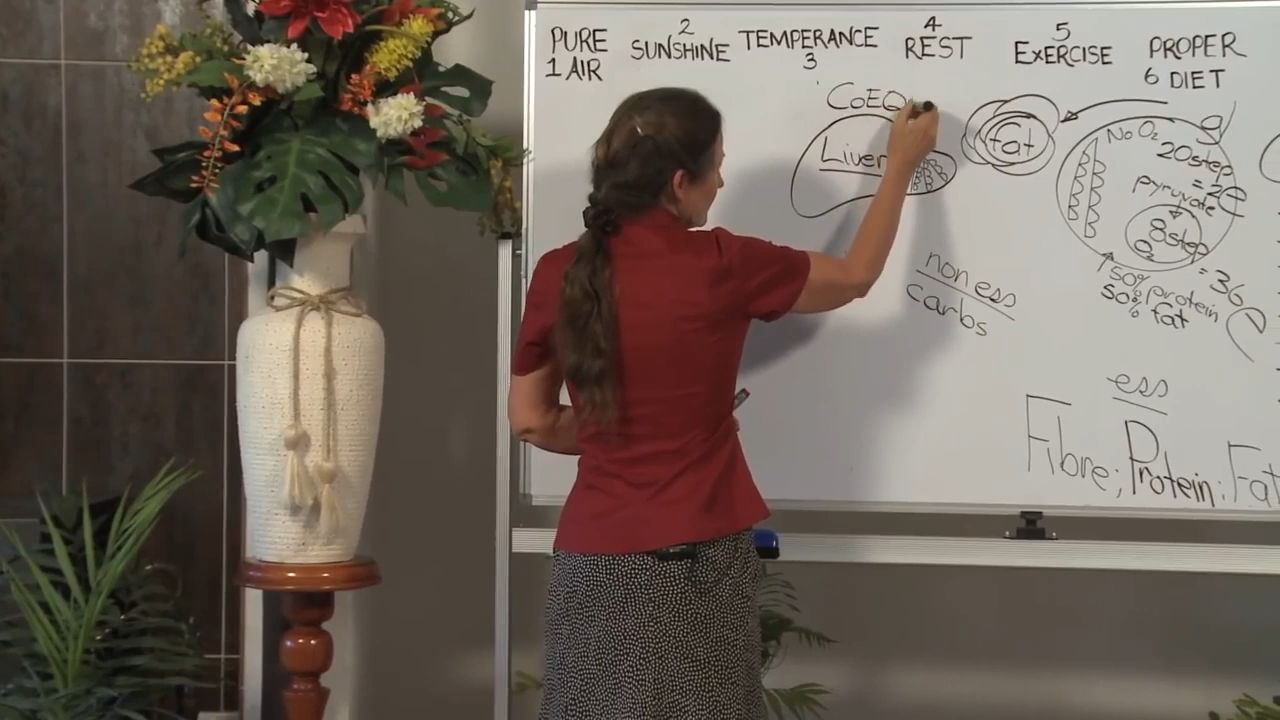 PURE
1 AIR
2
SUNSHINE
TEMPERANCE
3
4
REST
5
EXERCISE
PROPER
6 DIET
CoEQ
Liver
fat
g
No O₂
20step
= 2e
pyruvate
8step
O₂
= 36
e
50% protein
50% fat
non ess
carbs
ess
Fibre; Protein; Fat